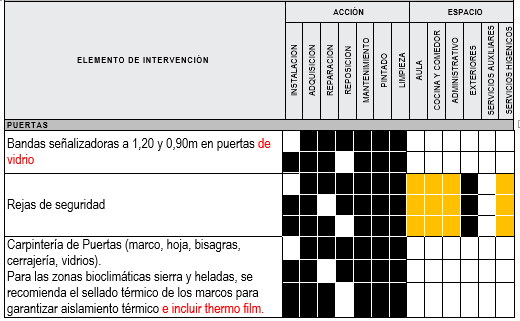 ELEMENTO DE INTERVENCIÓN
ACCIÓN
ESPACIO
INSTALACION
ADQUISICION
REPARACION
REPOSICION
MANTENIMIENTO
PINTADO
LIMPIEZA
AULA
COCINA Y COMEDOR
ADMINISTRATIVO
EXTERIORES
SERVICIOS AUXILIARES
SERVICIOS HIGENICOS
PUERTAS
Bandas señalizadoras a 1,20 y 0,90m en puertas de
vidrio
Rejas de seguridad
Carpintería de Puertas (marco, hoja, bisagras,
cerrajería, vidrios).
Para las zonas bioclimáticas sierra y heladas, se
recomienda el sellado térmico de los marcos para
garantizar aislamiento térmico e incluir thermo film.